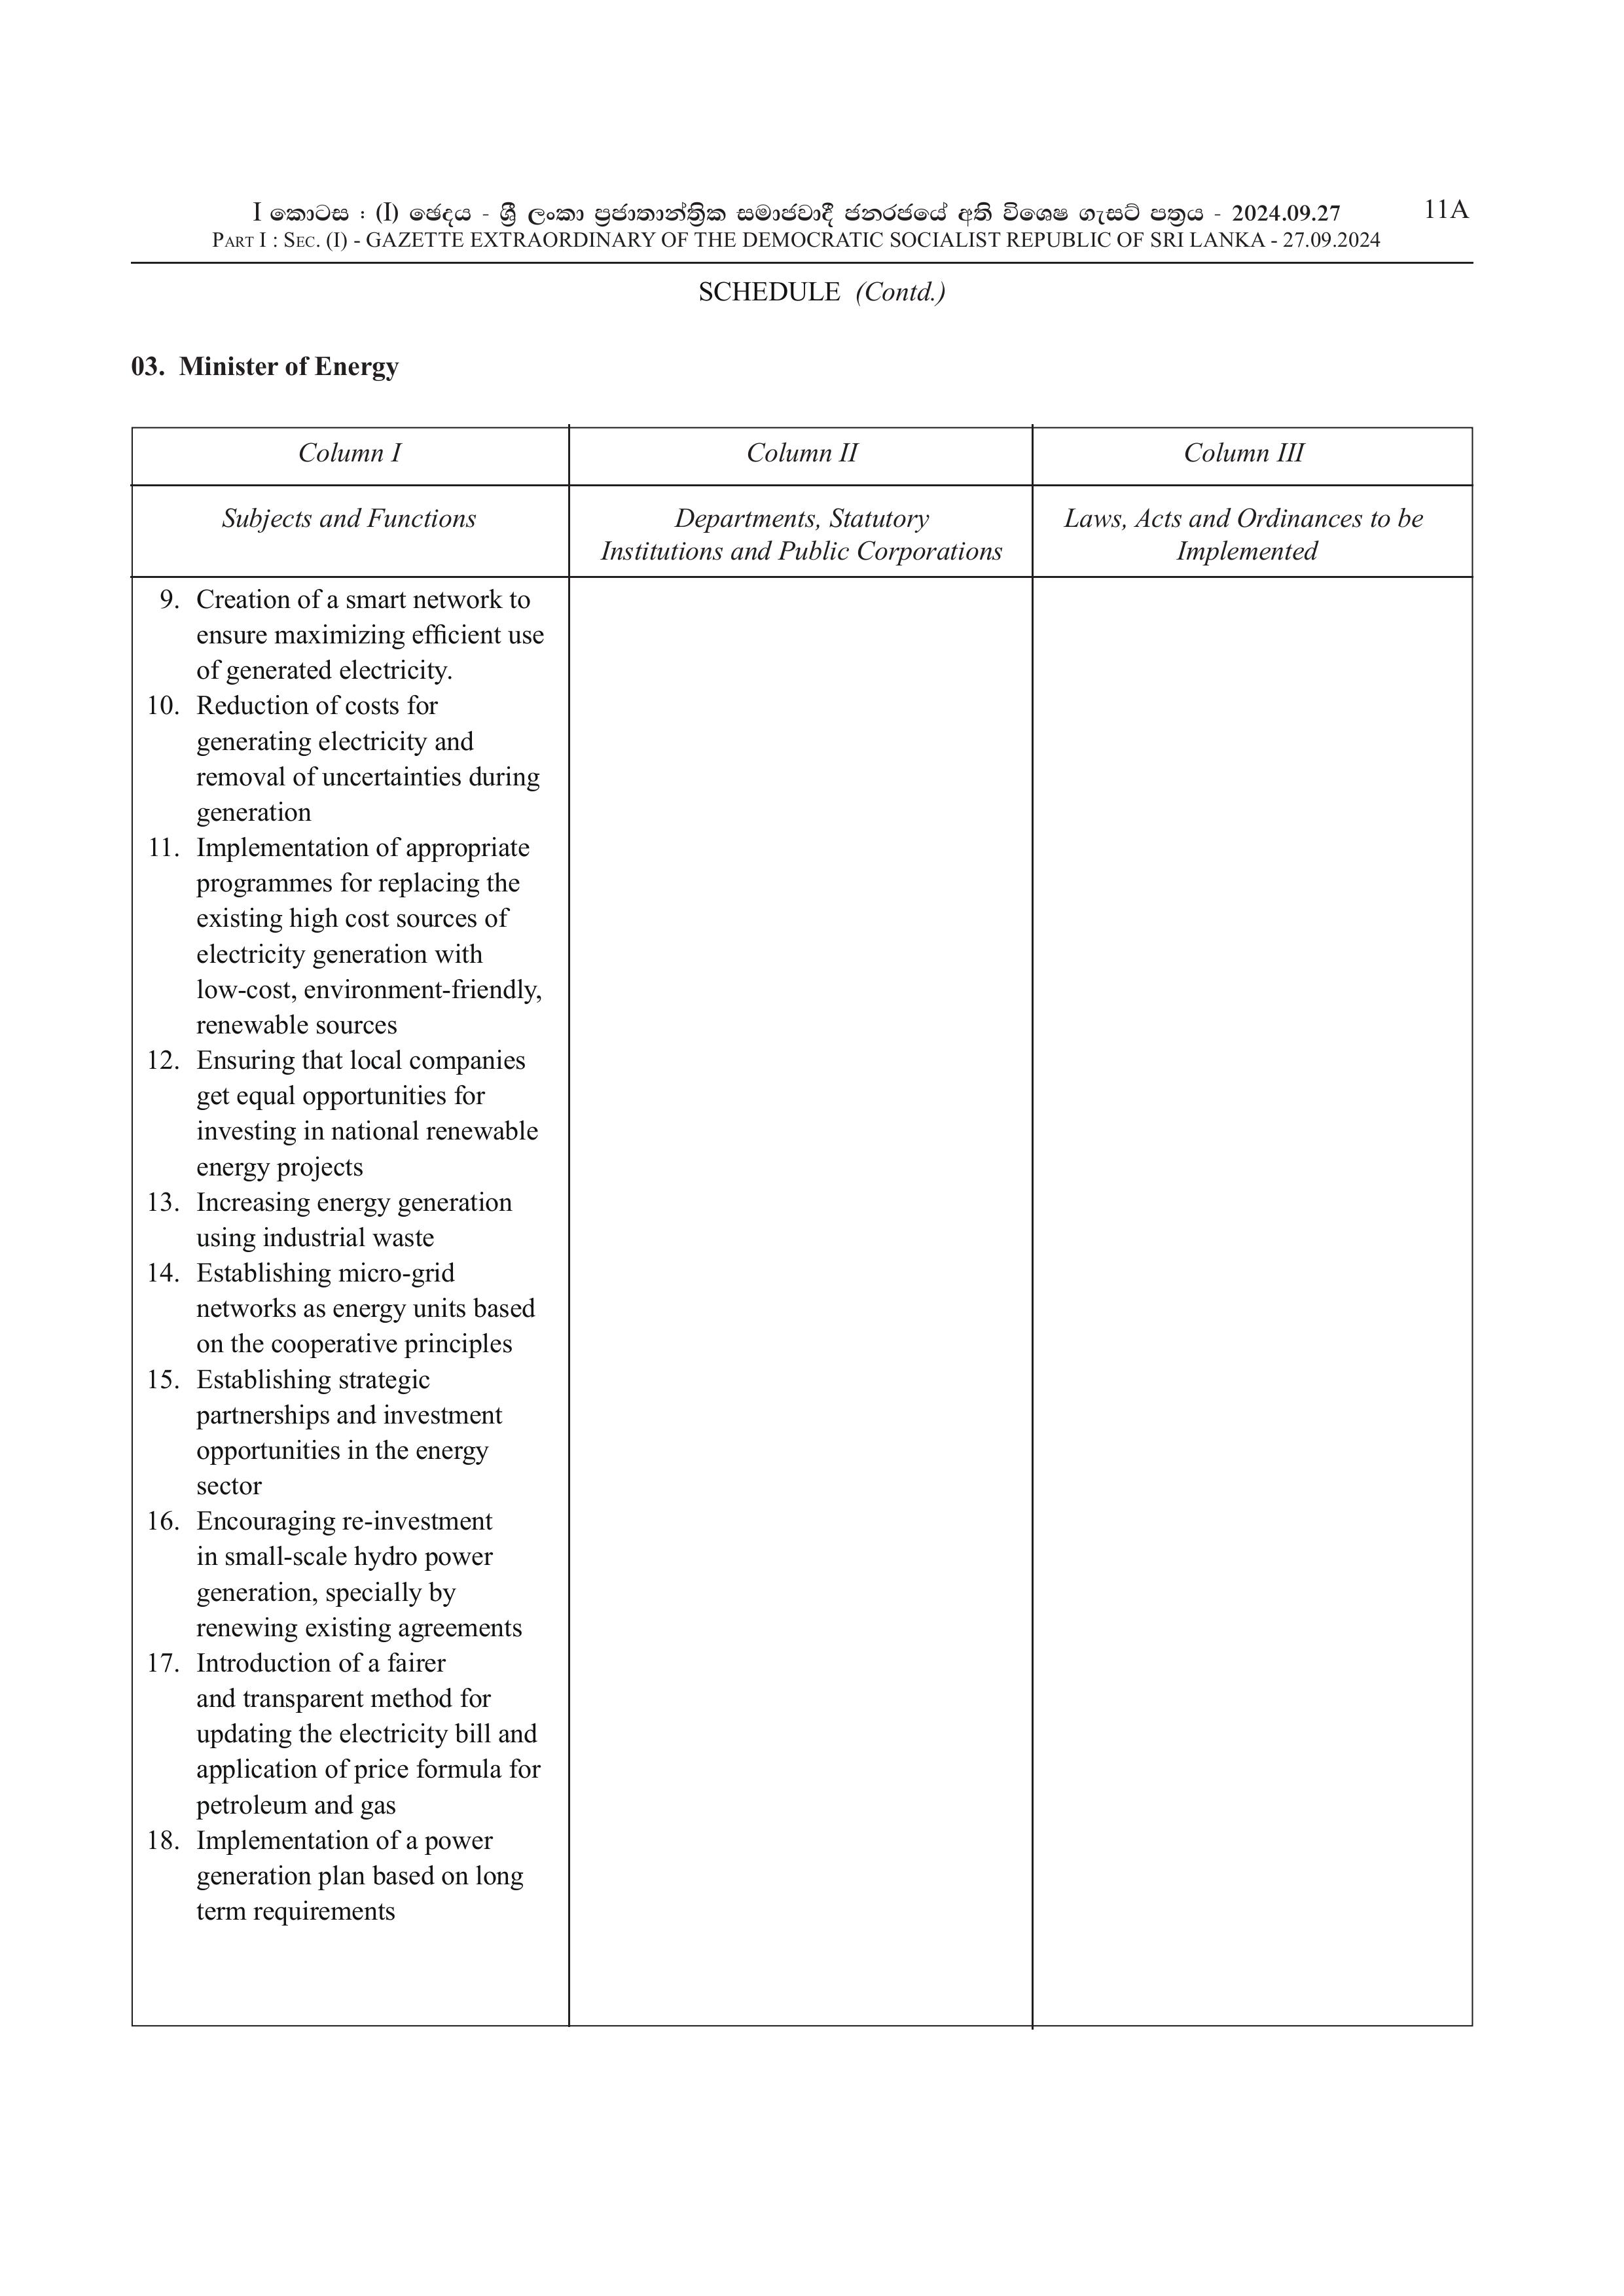 I කොටස : (I) ඡෙදය - ශ්‍රී ලංකා ප්‍රජාතාන්ත්‍රික සමාජවාදී ජනරජයේ අති විශෙෂ ගැසට් පත්‍රය - 2024.09.27
11A
PART I : SEC. (I) - GAZETTE EXTRAORDINARY OF THE DEMOCRATIC SOCIALIST REPUBLIC OF SRI LANKA - 27.09.2024
SCHEDULE (Contd.)
03. Minister of Energy
Column I
Column II
Column III
Subjects and Functions
Departments, Statutory
Institutions and Public Corporations
Laws, Acts and Ordinances to be
Implemented
9. Creation of a smart network to
ensure maximizing efficient use
of generated electricity.
10. Reduction of costs for
generating electricity and
removal of uncertainties during
generation
11. Implementation of appropriate
programmes for replacing the
existing high cost sources of
electricity generation with
low-cost, environment-friendly,
renewable sources
12. Ensuring that local companies
get equal opportunities for
investing in national renewable
energy projects
13. Increasing energy generation
using industrial waste
14. Establishing micro-grid
networks as energy units based
on the cooperative principles
15. Establishing strategic
partnerships and investment
opportunities in the energy
sector
16. Encouraging re-investment
in small-scale hydro power
generation, specially by
renewing existing agreements
17. Introduction of a fairer
and transparent method for
updating the electricity bill and
application of price formula for
petroleum and gas
18. Implementation of a power
generation plan based on long
term requirements